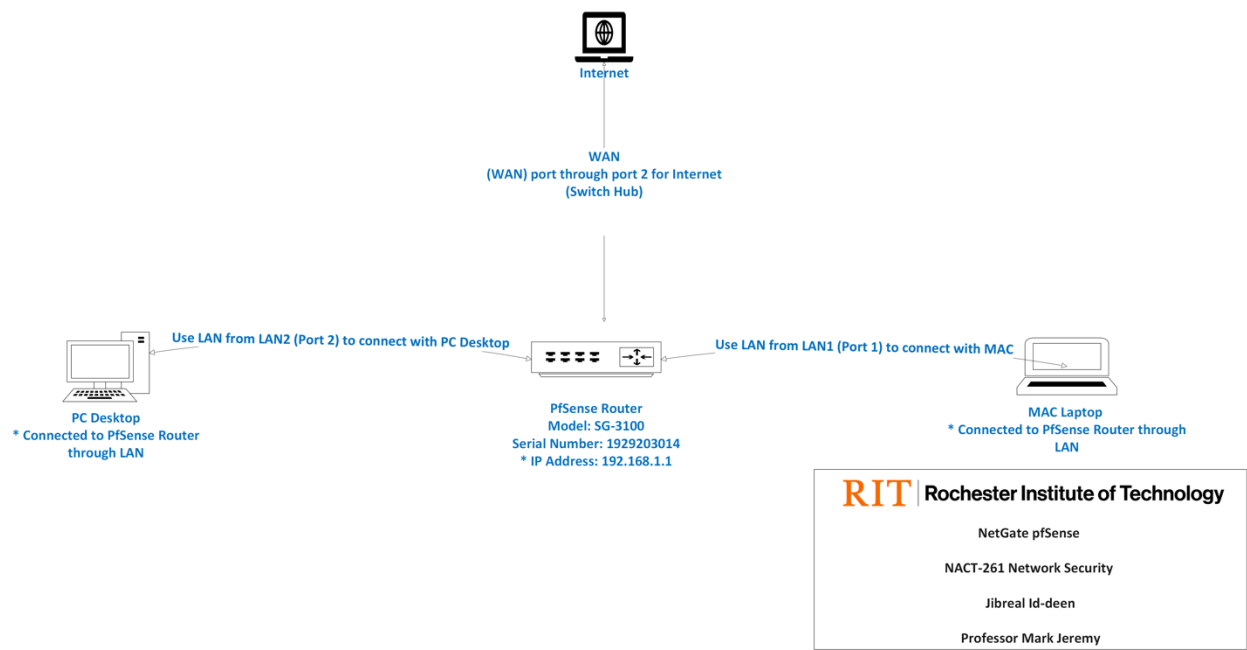 Internet
WAN
(WAN) port through port 2 for Internet
(Switch Hub)
Use LAN from LAN2 (Port 2) to connect with PC Desktop
Use LAN from LAN1 (Port 1) to connect with MAC
PC Desktop
* Connected to PfSense Router
through LAN
PfSense Router
Model: SG-3100
Serial Number: 1929203014
* IP Address: 192.168.1.1
MAC Laptop
* Connected to PfSense Router through
LAN
RIT | Rochester Institute of Technology
NetGate pfSense
NACT-261 Network Security
Jibreal Id-deen
Professor Mark Jeremy